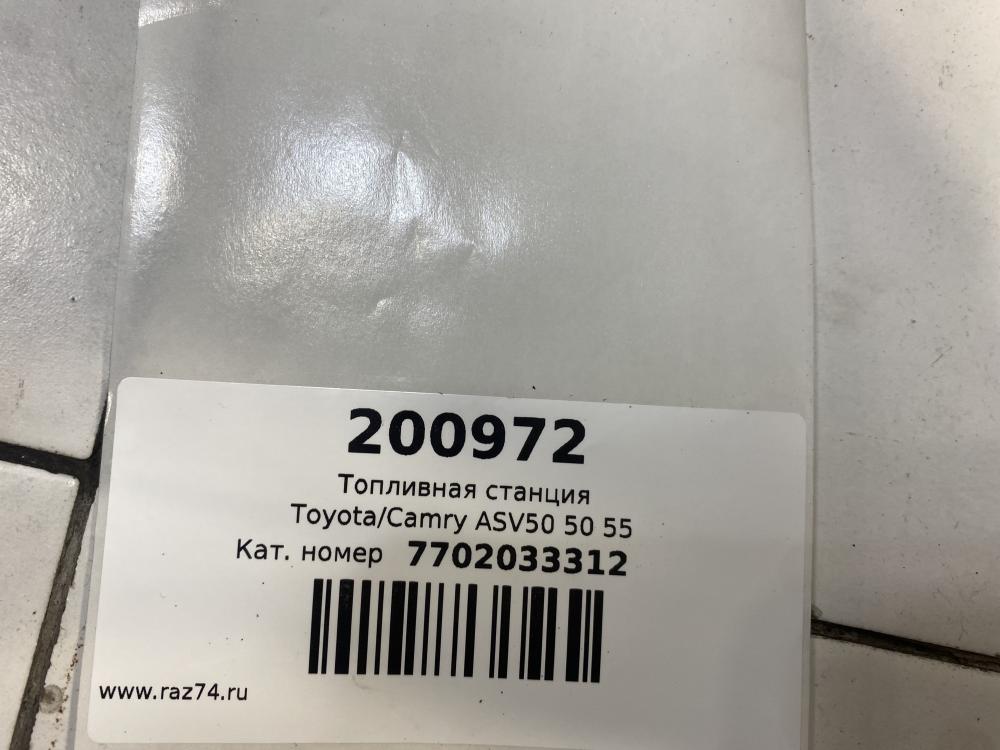 200972
Топливная станция
Toyota/Camry ASV50 50 55
Кат. номер 7702033312
www.raz74.ru